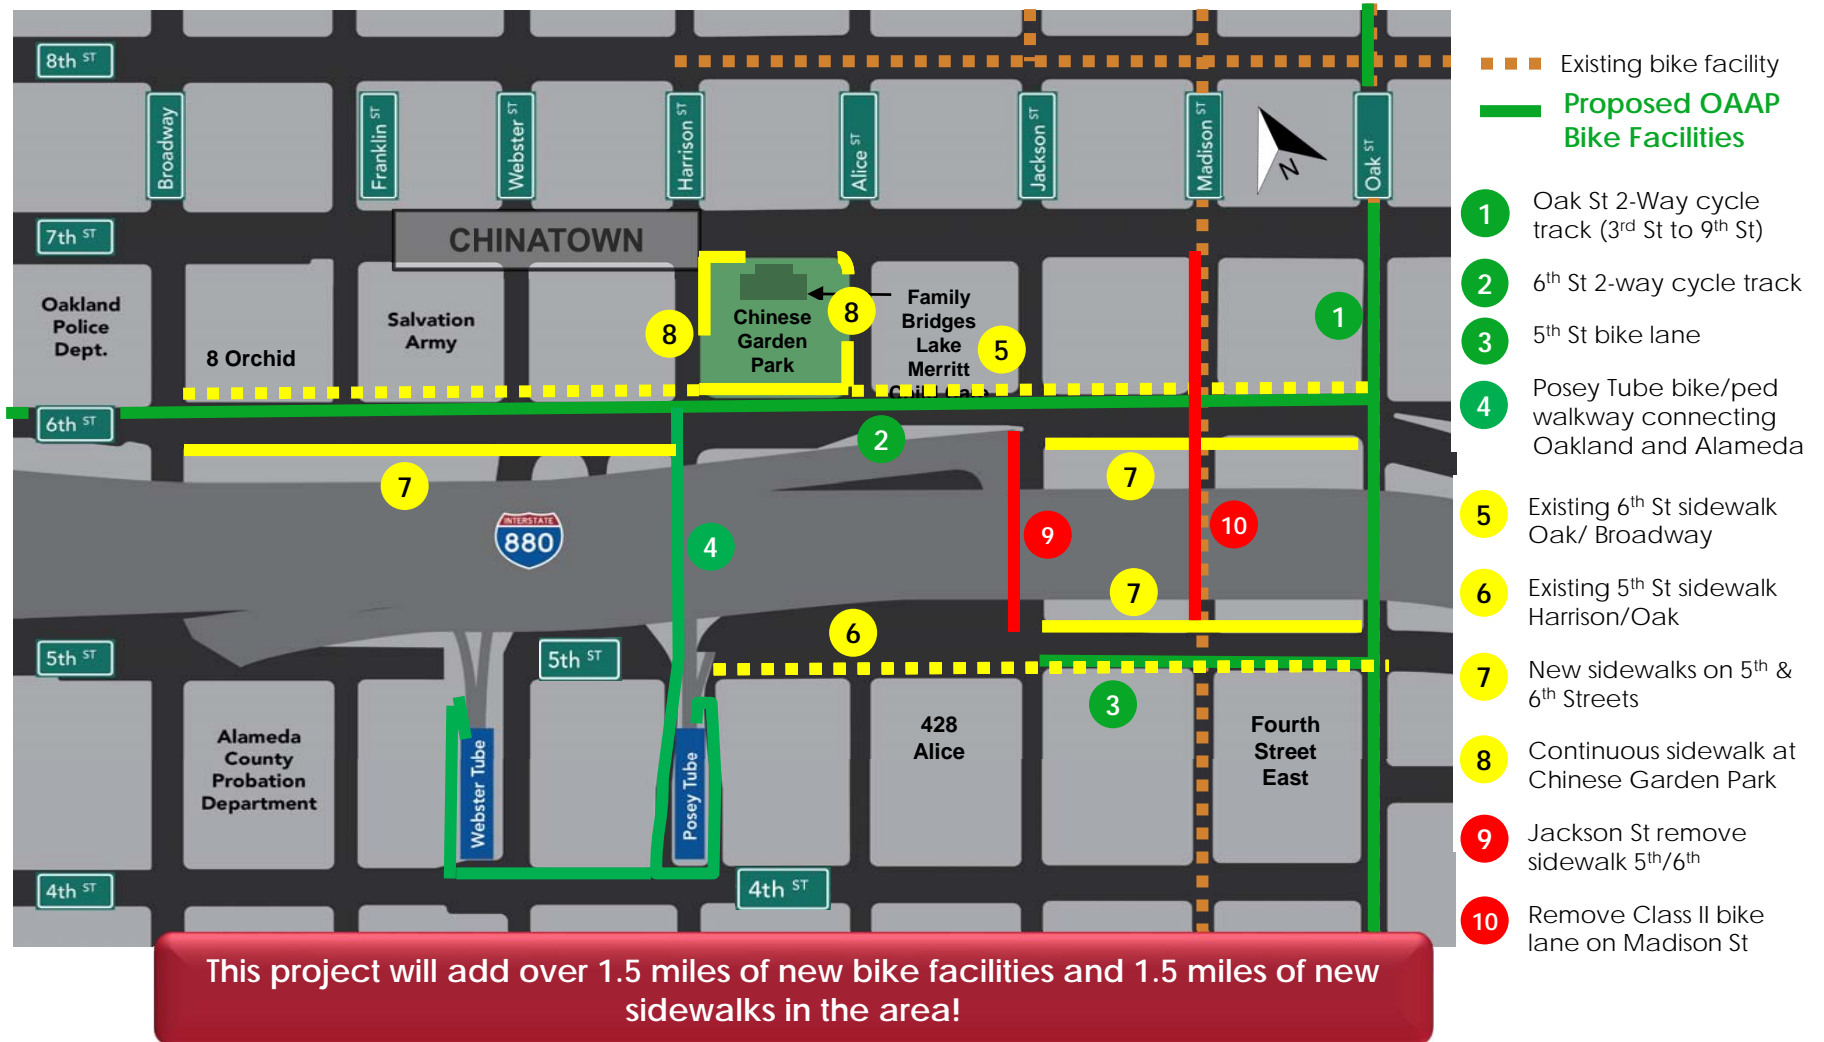 8th ST
Broadway
Franklin ST
Webster ST
Harrison ST
Alice ST
Jackson ST
Madison ST
N
Oak ST
7th ST
CHINATOWN
Oakland
Police
Dept.
8 Orchid
Salvation
Army
8
Chinese
Garden
Park
8
Family
Bridges
Lake
Merritt
Child Care
5
1
6th ST
2
7
7
INTERSTATE
880
4
9
10
7
6
5th ST
5th ST
3
Alameda
County
Probation
Department
Webster Tube
Posey Tube
428
Alice
Fourth
Street
East
4th ST
4th ST
Existing bike facility
Proposed OAAP
Bike Facilities
1 Oak St 2-Way cycle
track (3rd St to 9th St)
2 6th St 2-way cycle track
3 5th St bike lane
4 Posey Tube bike/ped
walkway connecting
Oakland and Alameda
5 Existing 6th St sidewalk
Oak/ Broadway
6 Existing 5th St sidewalk
Harrison/Oak
7 New sidewalks on 5th &
6th Streets
8 Continuous sidewalk at
Chinese Garden Park
9 Jackson St remove
sidewalk 5th/6th
10 Remove Class II bike
lane on Madison St
This project will add over 1.5 miles of new bike facilities and 1.5 miles of new
sidewalks in the area!